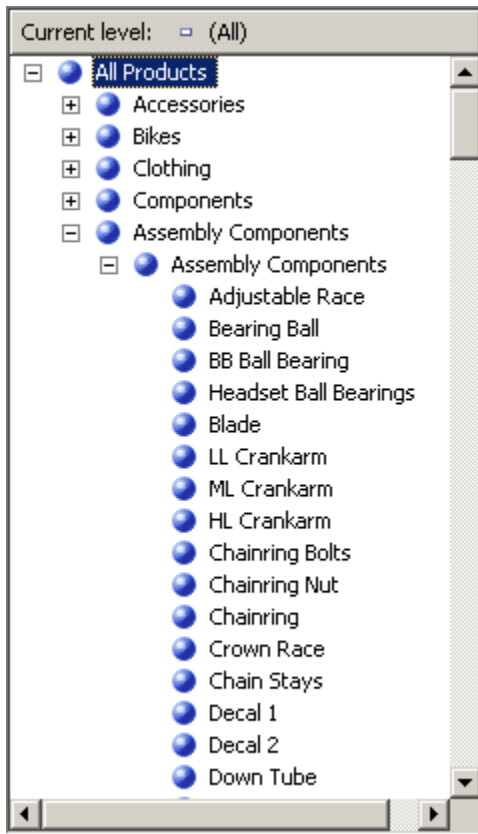 Current level: (All)
All Products
Accessories
Bikes
Clothing
Components
Assembly Components
Assembly Components
Adjustable Race
Bearing Ball
BB Ball Bearing
Headset Ball Bearings
Blade
LL Crankarm
ML Crankarm
HL Crankarm
Chainring Bolts
Chainring Nut
Chainring
Crown Race
Chain Stays
Decal 1
Decal 2
Down Tube